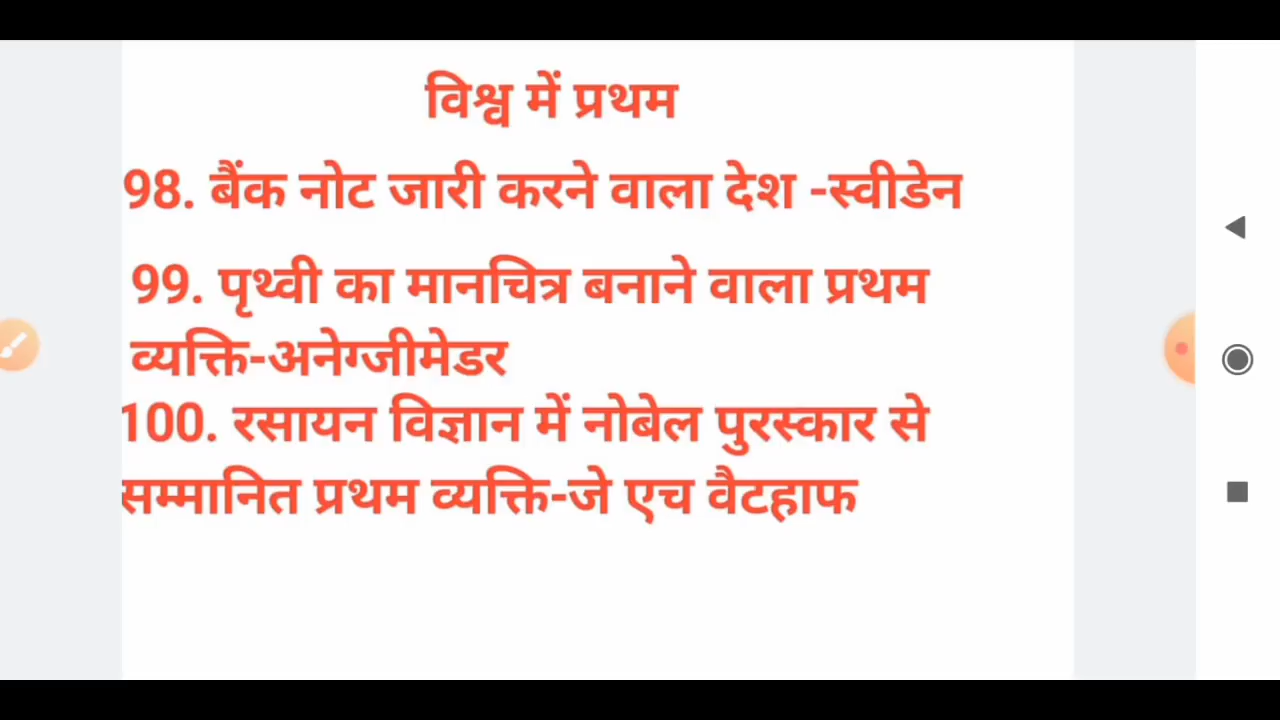 विश्व में प्रथम
98. बैंक नोट जारी करने वाला देश -स्वीडेन
99. पृथ्वी का मानचित्र बनाने वाला प्रथम
व्यक्ति-अनेग्जीमेडर
100. रसायन विज्ञान में नोबेल पुरस्कार से
सम्मानित प्रथम व्यक्ति-जे एच वैटहाफ